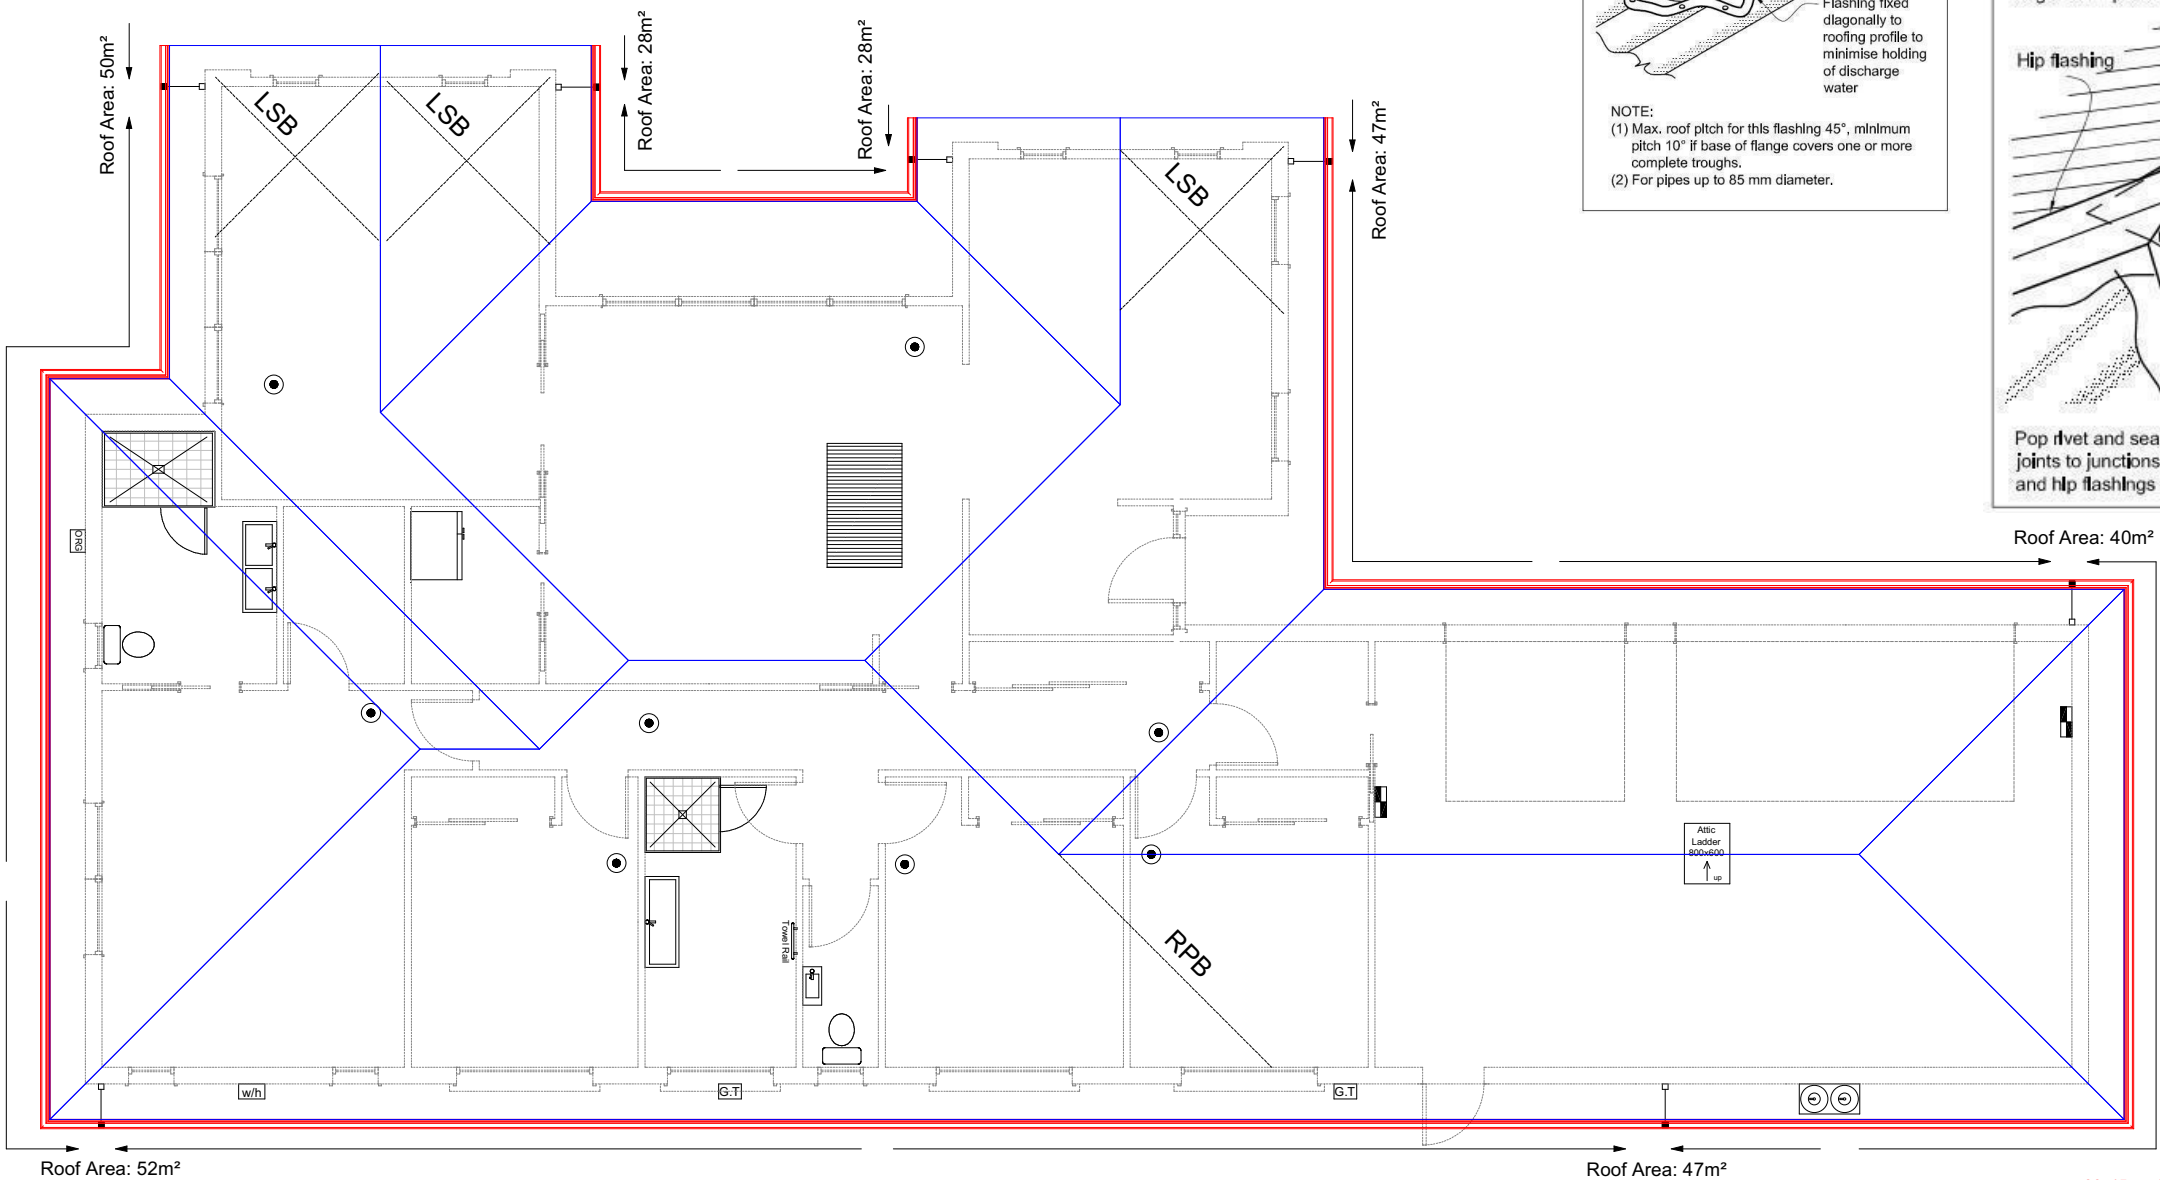 Roof Area: 50m²
Roof Area: 28m²
Roof Area: 28m²
Roof Area: 47m²
LSB
LSB
LSB
Flashing fixed
diagonally to
roofing profile to
minimise holding
of discharge
water
NOTE:
(1) Max. roof pitch for this flashing 45°, minimum
pitch 10° if base of flange covers one or more
complete troughs.
(2) For pipes up to 85 mm diameter.
Hip flashing
Pop rivet and sea
joints to junctions
and hip flashings
Roof Area: 40m²
ORG
Attic
Ladder
800x600
up
Towel Rail
RPB
w/h
G.T
G.T
Roof Area: 52m²
Roof Area: 47m²